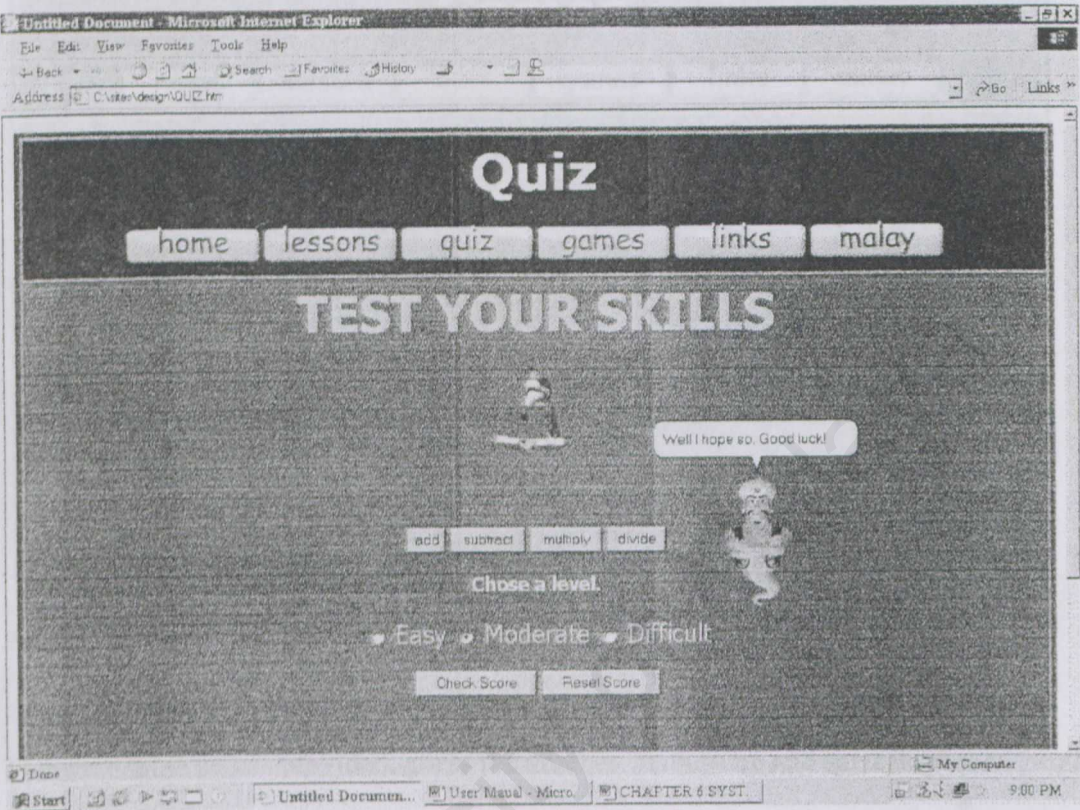 Untitled Document - Microsoft Internet Explorer
File Edit View Favorites Tools Help
Back Search Favorites History
Address C:\sites\design\QUIZ.htm Go Links »
Quiz
home lessons quiz games links malay
TEST YOUR SKILLS
Well I hope so. Good luck!
add subtract multiply divide
Chose a level.
Easy Moderate Difficult
Check Score Reset Score
Done My Computer
Start Untitled Documen... User Maual - Micro... CHAPTER 6 SYST... 9:00 PM